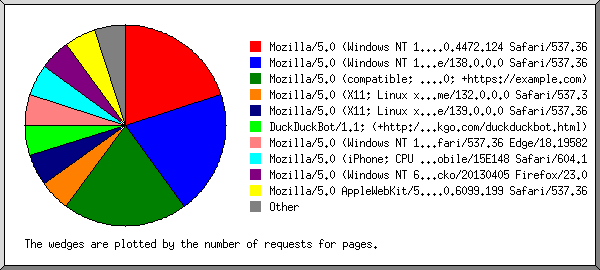 Mozilla/5.0 (Windows NT 1....0.4472.124 Safari/537.36
Mozilla/5.0 (Windows NT 1...e/138.0.0.0 Safari/537.36
Mozilla/5.0 (compatible; ....0; +https://example.com)
Mozilla/5.0 (X11; Linux x...me/132.0.0.0 Safari/537.3
Mozilla/5.0 (X11; Linux x...e/139.0.0.0 Safari/537.36
DuckDuckBot/1.1; (+http:/...kgo.com/duckduckbot.html)
Mozilla/5.0 (Windows NT 1...fari/537.36 Edge/18.19582
Mozilla/5.0 (iPhone; CPU ...obile/15E148 Safari/604.1
Mozilla/5.0 (Windows NT 6...cko/20130405 Firefox/23.0
Mozilla/5.0 AppleWebKit/5....0.6099.199 Safari/537.36
Other
The wedges are plotted by the number of requests for pages.